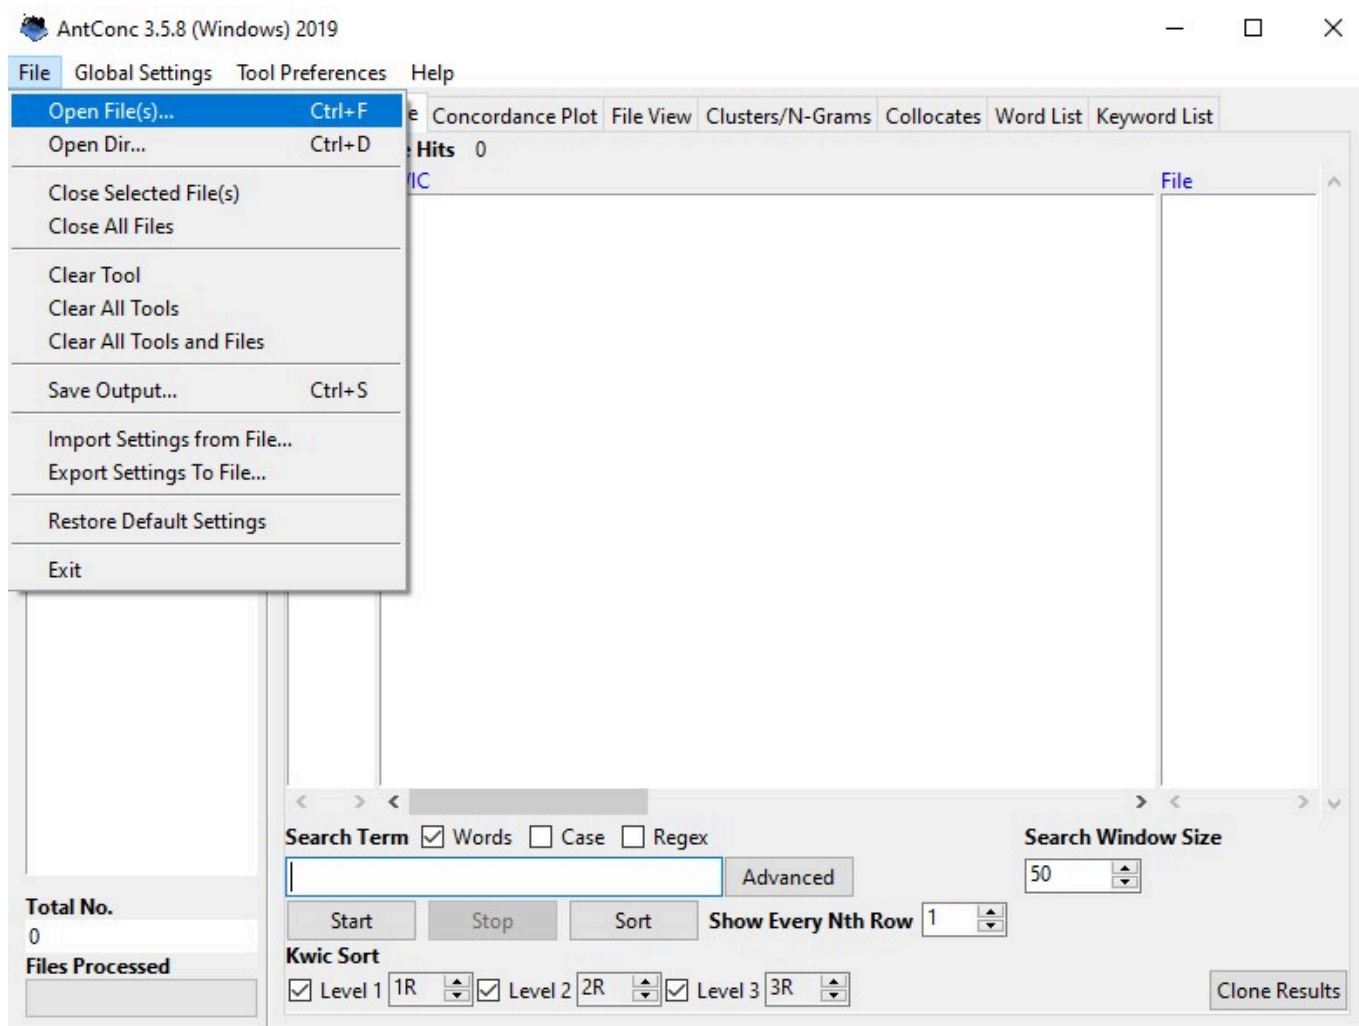 AntConc 3.5.8 (Windows) 2019
File Global Settings Tool Preferences Help
Open File(s)... Ctrl+F
Open Dir... Ctrl+D
Close Selected File(s)
Close All Files
Clear Tool
Clear All Tools
Clear All Tools and Files
Save Output... Ctrl+S
Import Settings from File...
Export Settings To File...
Restore Default Settings
Exit
e Concordance Plot File View Clusters/N-Grams Collocates Word List Keyword List
Hits 0
IC File
Search Term Words Case Regex Search Window Size
Advanced 50
Total No. Start Stop Sort Show Every Nth Row 1
0
Files Processed Kwic Sort
Level 1 1R Level 2 2R Level 3 3R Clone Results